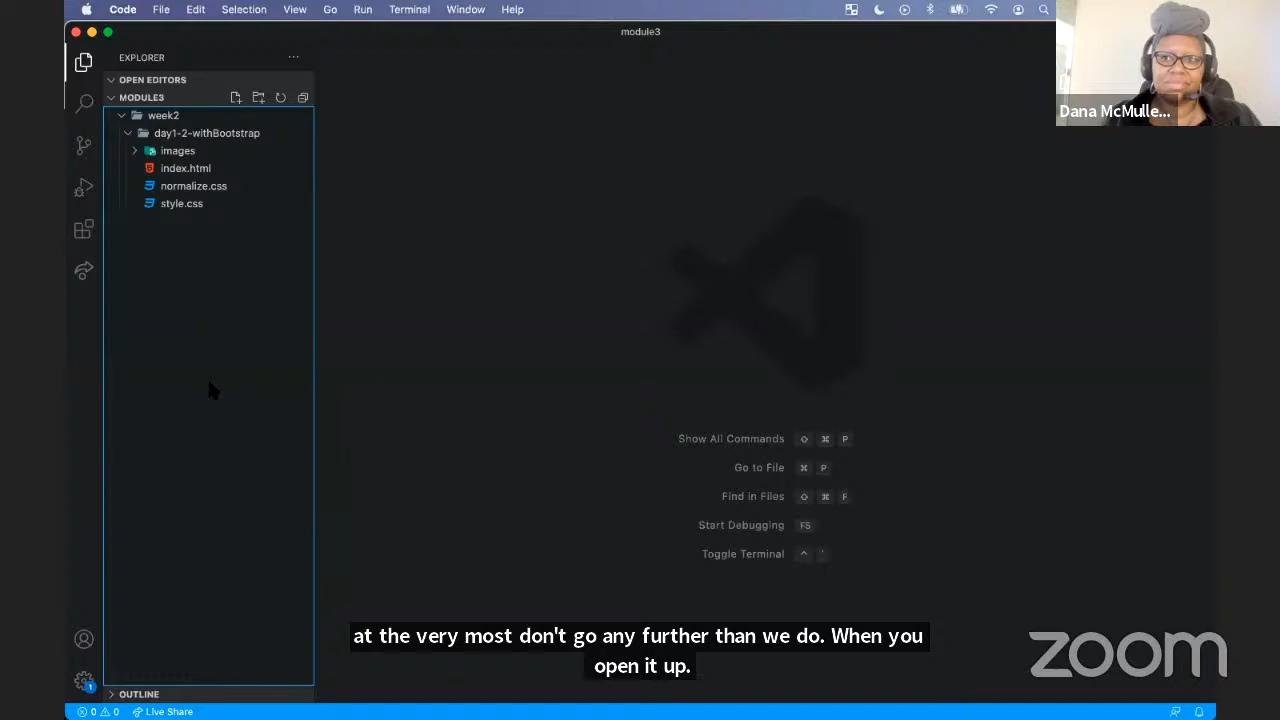 Code File Edit Selection View Go Run Terminal Window Help
module3
EXPLORER
OPEN EDITORS
MODULE3
week2
day1-2-withBootstrap
images
index.html
normalize.css
style.css
Dana McMulle...
Show All Commands ⇧ ⌘ P
Go to File ⌘ P
Find in Files ⇧ ⌘ F
Start Debugging F5
Toggle Terminal ^ `
at the very most don't go any further than we do. When you
open it up.
zoom
1
OUTLINE
0 0 Live Share